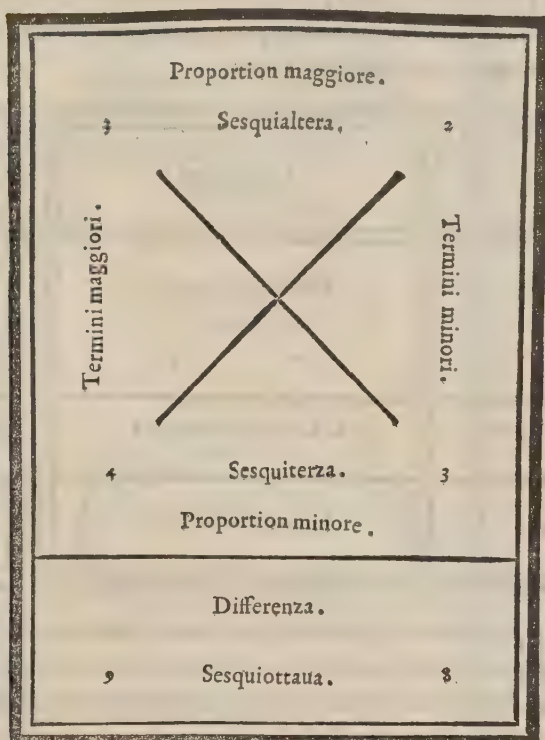 Proportion maggiore.
3 Sesquialtera. 2
Termini maggiori.
Termini minori.
4 Sesquiterza. 3
Proportion minore.
Differenza.
9 Sesquiottaua. 8